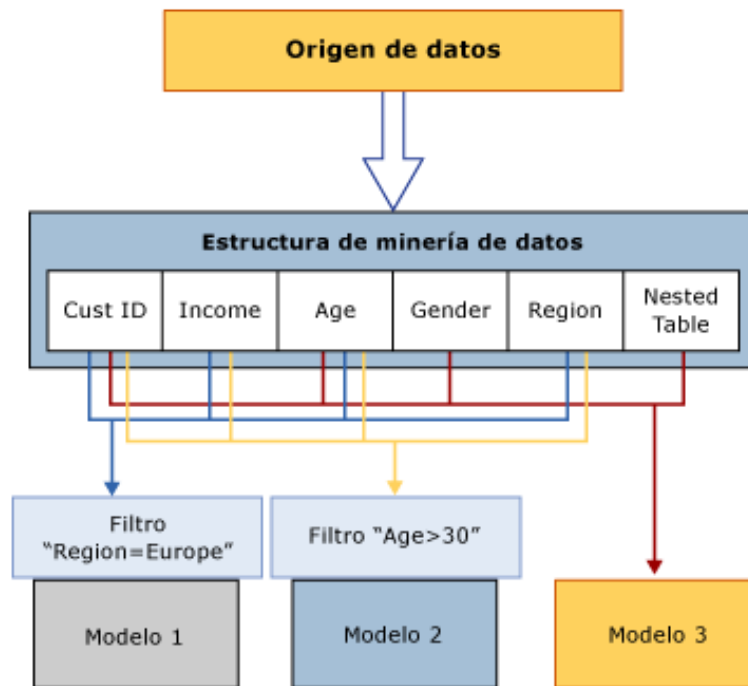 Origen de datos
Estructura de minería de datos
Cust ID
Income
Age
Gender
Region
Nested
Table
Filtro
“Region=Europe”
Filtro “Age>30”
Modelo 1
Modelo 2
Modelo 3